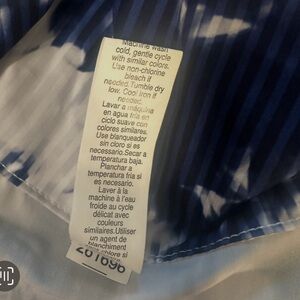 Machine wash
cold, gentle cycle
with similar colors.
Use non-chlorine
bleach if
needed.Tumble dry
low. Cool Iron if
needed.
Lavar a máquina
en agua fría en
ciclo suave con
colores similares.
Use blanqueador
sin cloro si es
necesario.Secar a
temperatura baja.
Planchar a
temperatura fría si
es necesario.
Laver à la
machine à l'eau
froide au cycle
délicat avec
couleurs
similaires.Utiliser
un agent de
blanchiment
261696